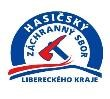 HASIČSKÝ
ZÁCHRANNÝ SBOR
LIBERECKÉHO KRAJE